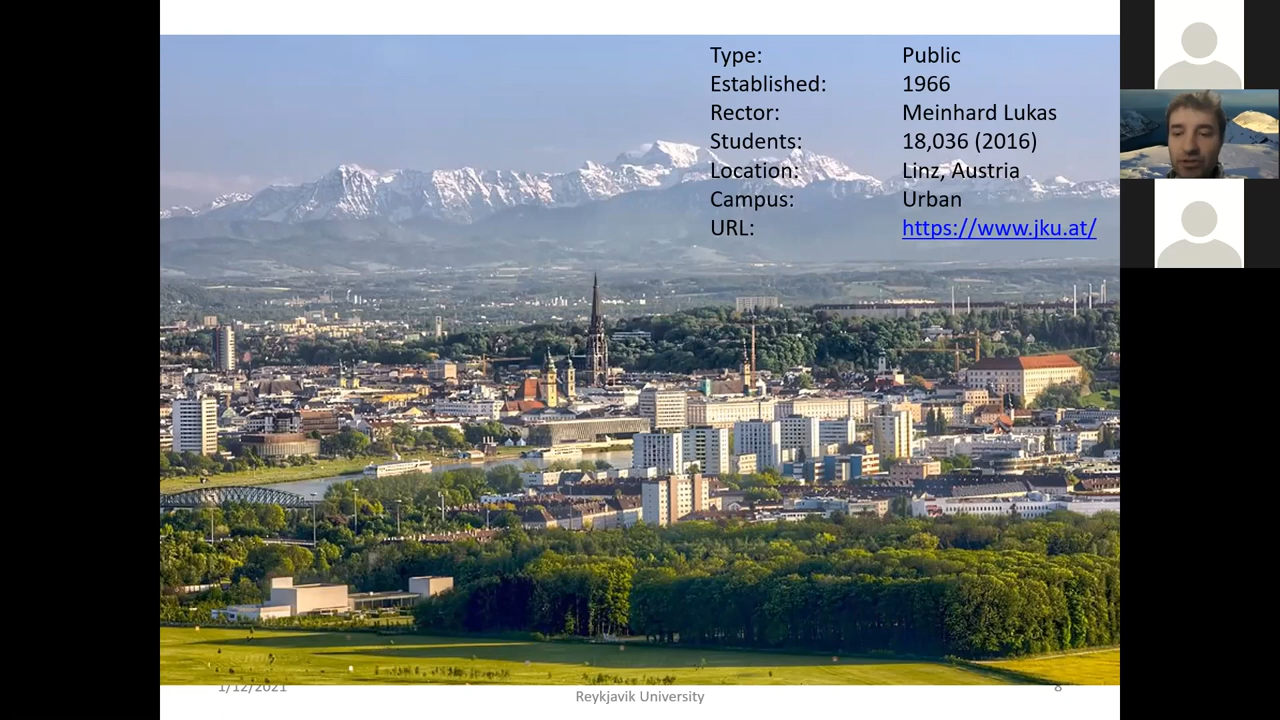 Type: Public
Established: 1966
Rector: Meinhard Lukas
Students: 18,036 (2016)
Location: Linz, Austria
Campus: Urban
URL: https://www.jku.at/
1/12/2021
Reykjavik University
8